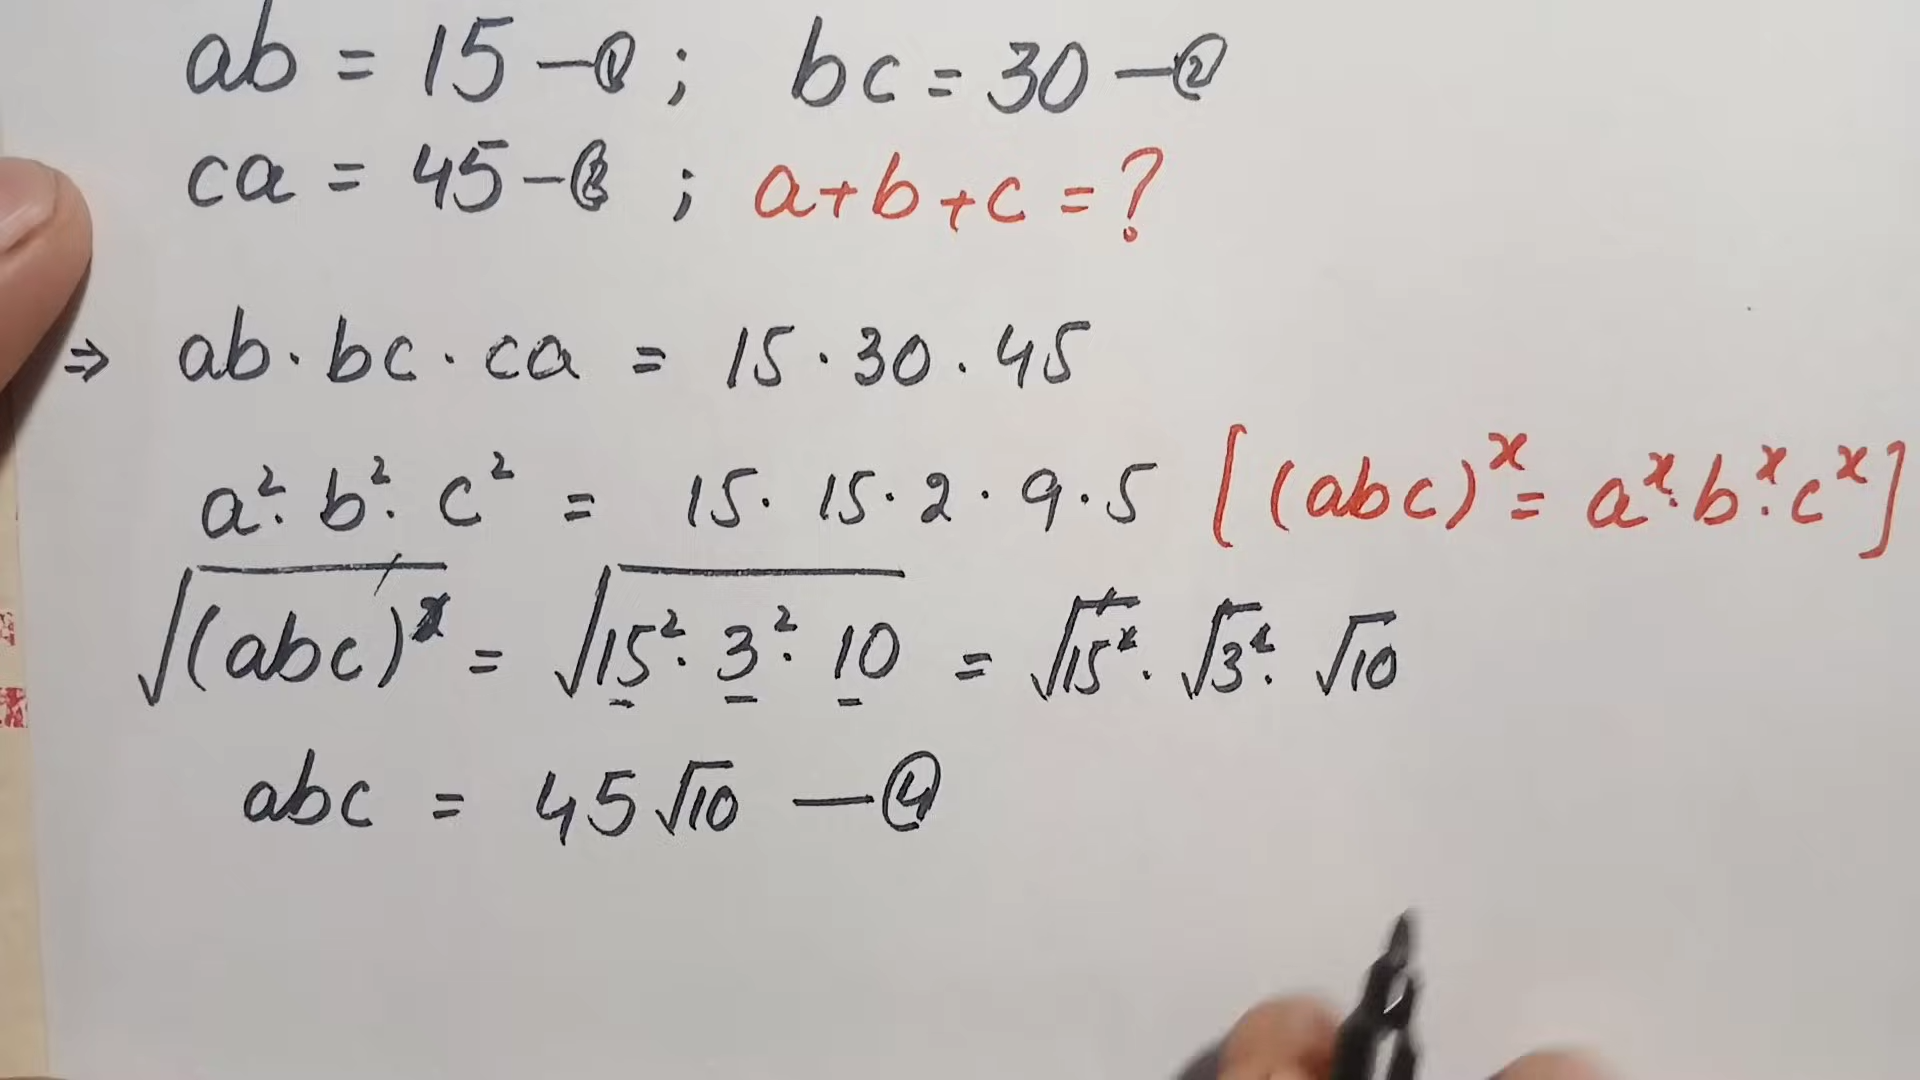 ab = 15 — ① ; bc = 30 — ②
ca = 45 — ③ ; a+b+c = ?
⇒ ab · bc · ca = 15 · 30 · 45
a² · b² · c² = 15 · 15 · 2 · 9 · 5 [(abc)ˣ = aˣ · bˣ · cˣ]
√(abc)² = √15² · 3² · 10 = √15² · √3² · √10
abc = 45√10 — ④